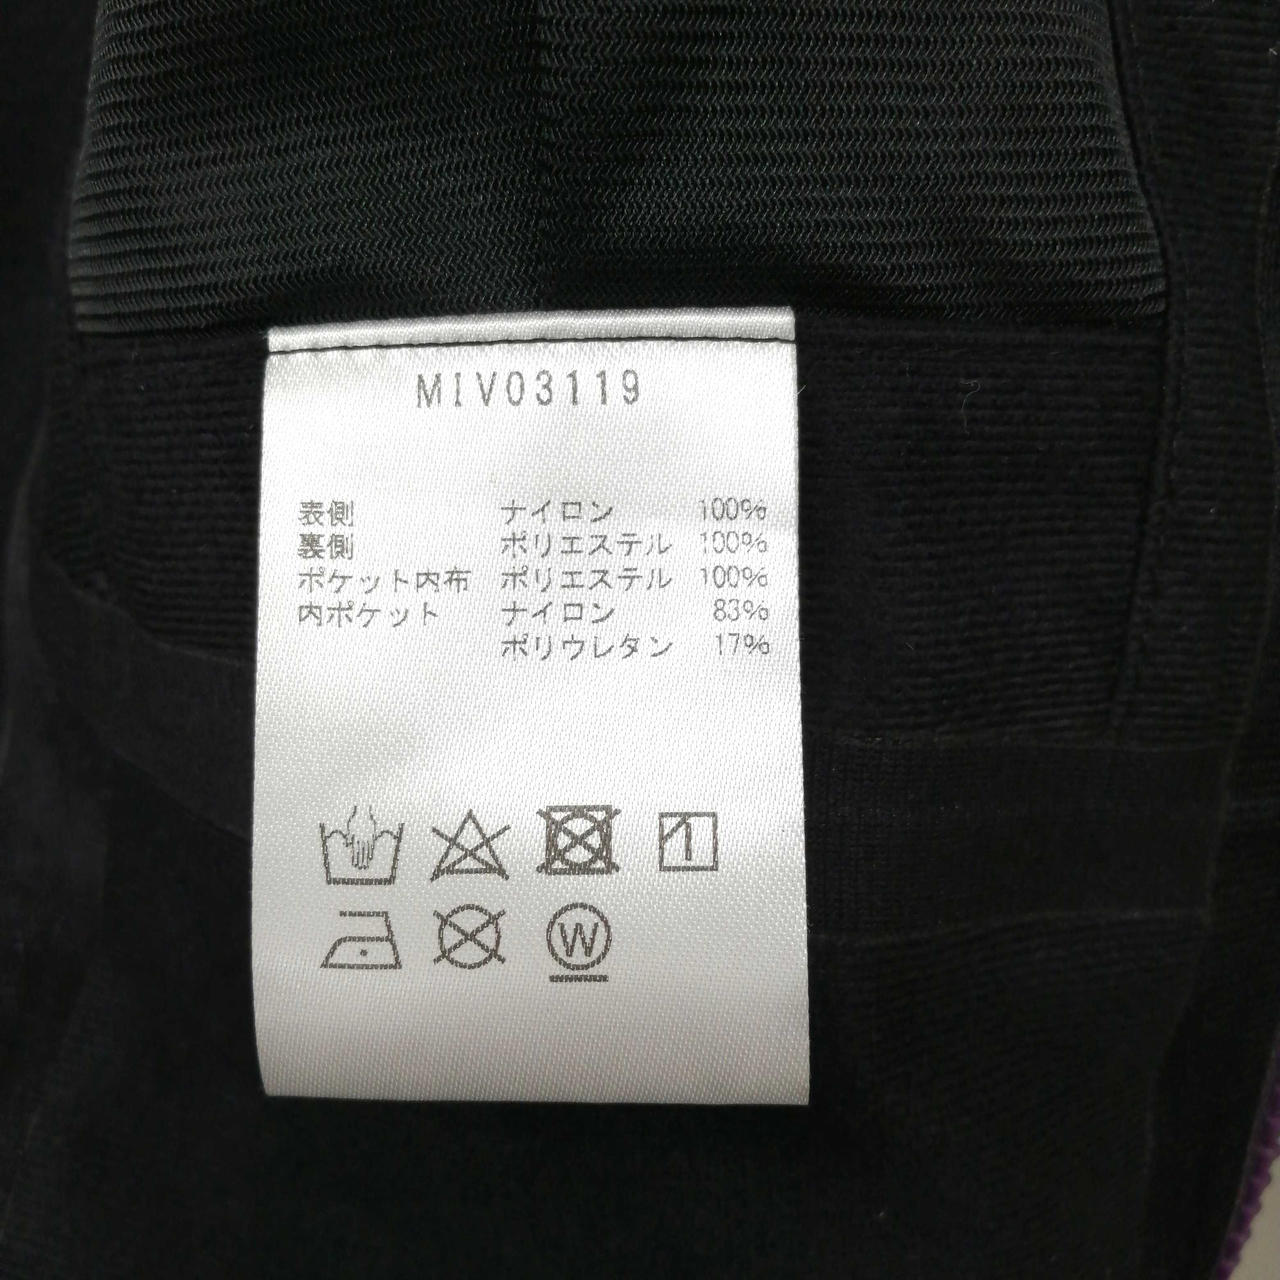 MIV03119
表側 ナイロン 100%
裏側 ポリエステル 100%
ポケット内布 ポリエステル 100%
内ポケット ナイロン 83%
ポリウレタン 17%
W